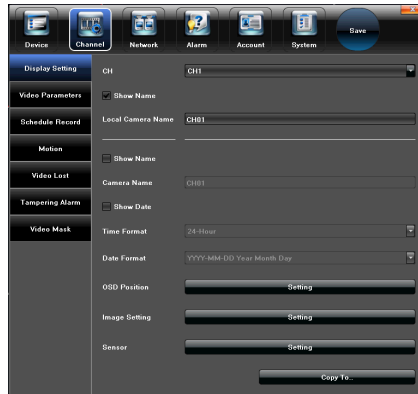 Device Channel Network Alarm Account System Save
Display Setting
Video Parameters
Schedule Record
Motion
Video Lost
Tampering Alarm
Video Mask
CH CH1
Show Name
Local Camera Name CH01
Show Name
Camera Name CH01
Show Date
Time Format 24-Hour
Date Format YYYY-MM-DD Year Month Day
OSD Position Setting
Image Setting Setting
Sensor Setting
Copy To..